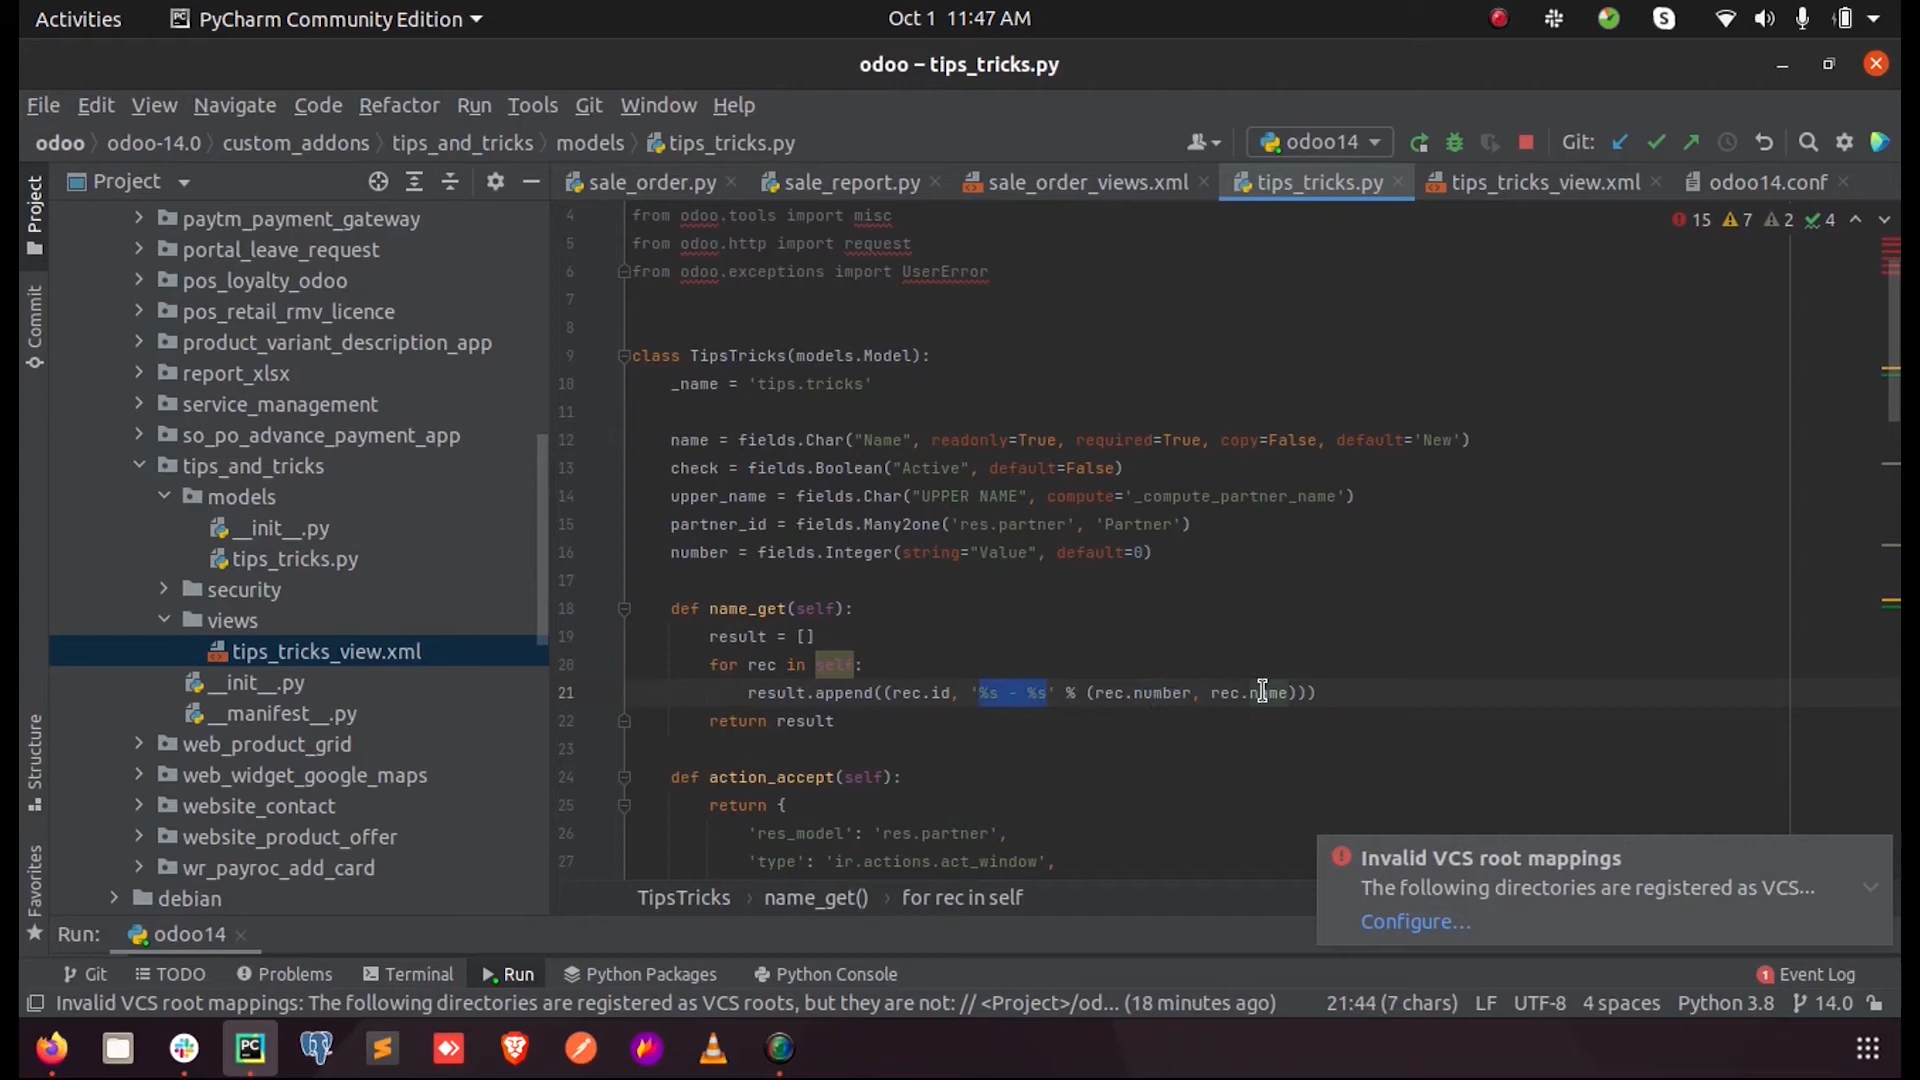 Activities
PyCharm Community Edition
Oct 1 11:47 AM
odoo – tips_tricks.py
File Edit View Navigate Code Refactor Run Tools Git Window Help
odoo odoo-14.0 custom_addons tips_and_tricks models tips_tricks.py
odoo14
Git:
Project
sale_order.py
sale_report.py
sale_order_views.xml
tips_tricks.py
tips_tricks_view.xml
odoo14.conf
Project
Commit
Structure
Favorites
paytm_payment_gateway
portal_leave_request
pos_loyalty_odoo
pos_retail_rmv_licence
product_variant_description_app
report_xlsx
service_management
so_po_advance_payment_app
tips_and_tricks
models
__init__.py
tips_tricks.py
security
views
tips_tricks_view.xml
__init__.py
__manifest__.py
web_product_grid
web_widget_google_maps
website_contact
website_product_offer
wr_payroc_add_card
debian
15 7 2 4
4 from odoo.tools import misc
5 from odoo.http import request
6 from odoo.exceptions import UserError
7
8
9 class TipsTricks(models.Model):
10 _name = 'tips.tricks'
11
12 name = fields.Char("Name", readonly=True, required=True, copy=False, default='New')
13 check = fields.Boolean("Active", default=False)
14 upper_name = fields.Char("UPPER NAME", compute='_compute_partner_name')
15 partner_id = fields.Many2one('res.partner', 'Partner')
16 number = fields.Integer(string="Value", default=0)
17
18 def name_get(self):
19 result = []
20 for rec in self:
21 result.append((rec.id, '%s - %s' % (rec.number, rec.name)))
22 return result
23
24 def action_accept(self):
25 return {
26 'res_model': 'res.partner',
27 'type': 'ir.actions.act_window',
TipsTricks name_get() for rec in self
Invalid VCS root mappings
The following directories are registered as VCS...
Configure...
Run: odoo14
Git TODO Problems Terminal Run Python Packages Python Console
1 Event Log
Invalid VCS root mappings: The following directories are registered as VCS roots, but they are not: // <Project>/od... (18 minutes ago)
21:44 (7 chars) LF UTF-8 4 spaces Python 3.8 14.0